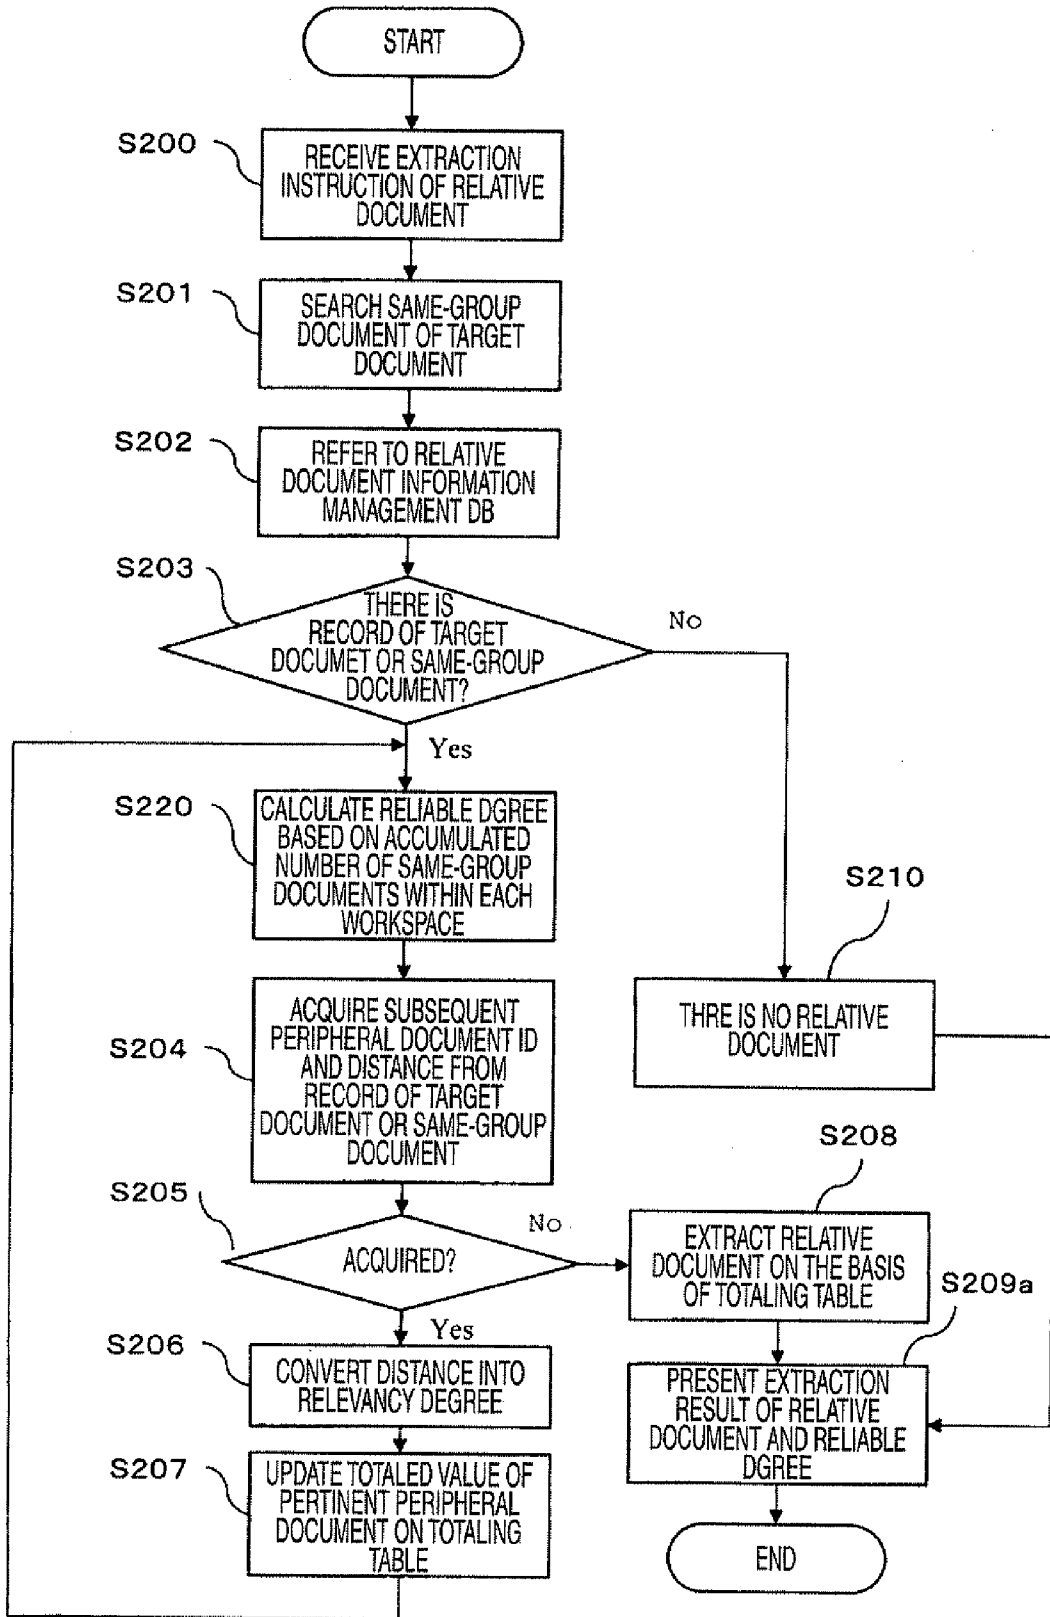 START
S200
RECEIVE EXTRACTION
INSTRUCTION OF RELATIVE
DOCUMENT
S201
SEARCH SAME-GROUP
DOCUMENT OF TARGET
DOCUMENT
S202
REFER TO RELATIVE
DOCUMENT INFORMATION
MANAGEMENT DB
S203
THERE IS
RECORD OF TARGET
DOCUMET OR SAME-GROUP
DOCUMENT?
No
Yes
S220
CALCULATE RELIABLE DGREE
BASED ON ACCUMULATED
NUMBER OF SAME-GROUP
DOCUMENTS WITHIN EACH
WORKSPACE
S210
THRE IS NO RELATIVE
DOCUMENT
S204
ACQUIRE SUBSEQUENT
PERIPHERAL DOCUMENT ID
AND DISTANCE FROM
RECORD OF TARGET
DOCUMENT OR SAME-GROUP
DOCUMENT
S205
ACQUIRED?
No
Yes
S208
EXTRACT RELATIVE
DOCUMENT ON THE BASIS
OF TOTALING TABLE
S206
CONVERT DISTANCE INTO
RELEVANCY DEGREE
S209a
PRESENT EXTRACTION
RESULT OF RELATIVE
DOCUMENT AND RELIABLE
DGREE
S207
UPDATE TOTALED VALUE OF
PERTINENT PERIPHERAL
DOCUMENT ON TOTALING
TABLE
END